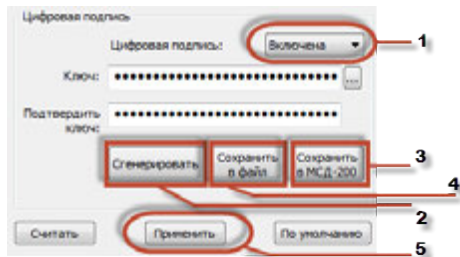 Цифровая подпись
Цифровая подпись: Включена 1
Ключ: ••••••••••••••••••••••••••••• ...
Подтвердить ключ: •••••••••••••••••••••••••••••
Сгенерировать Сохранить в файл Сохранить в МСД-200 3
4
2
Считать Применить По умолчанию
5